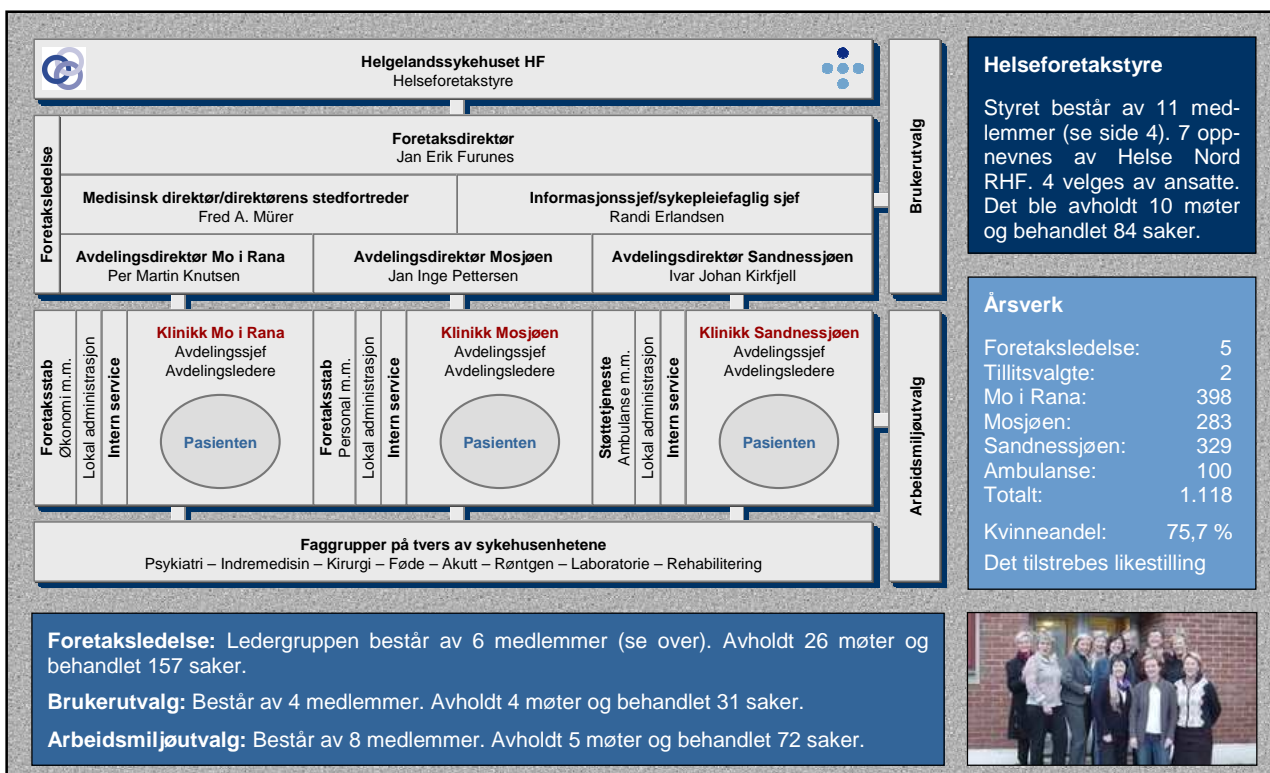 Helgelandssykehuset HF
Helseforetakstyre
Foretaksledelse
Foretaksdirektør
Jan Erik Furunes
Medisinsk direktør/direktørens stedfortreder
Fred A. Mürer
Informasjonssjef/sykepleiefaglig sjef
Randi Erlandsen
Avdelingsdirektør Mo i Rana
Per Martin Knutsen
Avdelingsdirektør Mosjøen
Jan Inge Pettersen
Avdelingsdirektør Sandnessjøen
Ivar Johan Kirkfjell
Brukerutvalg
Foretaksstab
Økonomi m.m.
Lokal administrasjon
Intern service
Klinikk Mo i Rana
Avdelingssjef
Avdelingsledere
Pasienten
Foretaksstab
Personal m.m.
Lokal administrasjon
Intern service
Klinikk Mosjøen
Avdelingssjef
Avdelingsledere
Pasienten
Støttetjeneste
Ambulanse m.m.
Lokal administrasjon
Intern service
Klinikk Sandnessjøen
Avdelingssjef
Avdelingsledere
Pasienten
Arbeidsmiljøutvalg
Faggrupper på tvers av sykehusenhetene
Psykiatri – Indremedisin – Kirurgi – Føde – Akutt – Røntgen – Laboratorie – Rehabilitering
Helseforetakstyre
Styret består av 11 med-
lemmer (se side 4). 7 opp-
nevnes av Helse Nord
RHF. 4 velges av ansatte.
Det ble avholdt 10 møter
og behandlet 84 saker.
Årsverk
Foretaksledelse: 5
Tillitsvalgte: 2
Mo i Rana: 398
Mosjøen: 283
Sandnessjøen: 329
Ambulanse: 100
Totalt: 1.118
Kvinneandel: 75,7 %
Det tilstrebes likestilling
Foretaksledelse: Ledergruppen består av 6 medlemmer (se over). Avholdt 26 møter og
behandlet 157 saker.
Brukerutvalg: Består av 4 medlemmer. Avholdt 4 møter og behandlet 31 saker.
Arbeidsmiljøutvalg: Består av 8 medlemmer. Avholdt 5 møter og behandlet 72 saker.